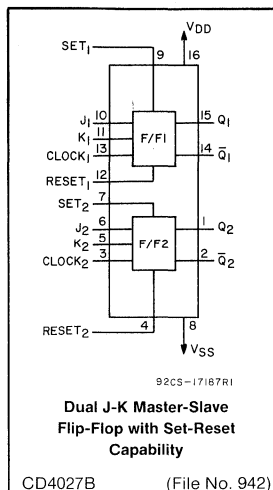 V_DD
SET₁
9 16
J₁ 10 15 Q₁
K₁ 11 F/F1
CLOCK₁ 13 14 Q̅₁
RESET₁ 12
SET₂ 7
J₂ 6 1 Q₂
K₂ 5 F/F2
CLOCK₂ 3 2 Q̅₂
RESET₂ 4 8
V_SS
92CS-17187R1
Dual J-K Master-Slave
Flip-Flop with Set-Reset
Capability
CD4027B (File No. 942)